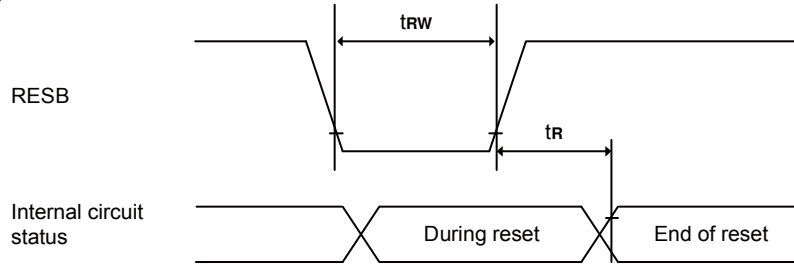 tRW
RESB
tR
Internal circuit
status
During reset
End of reset